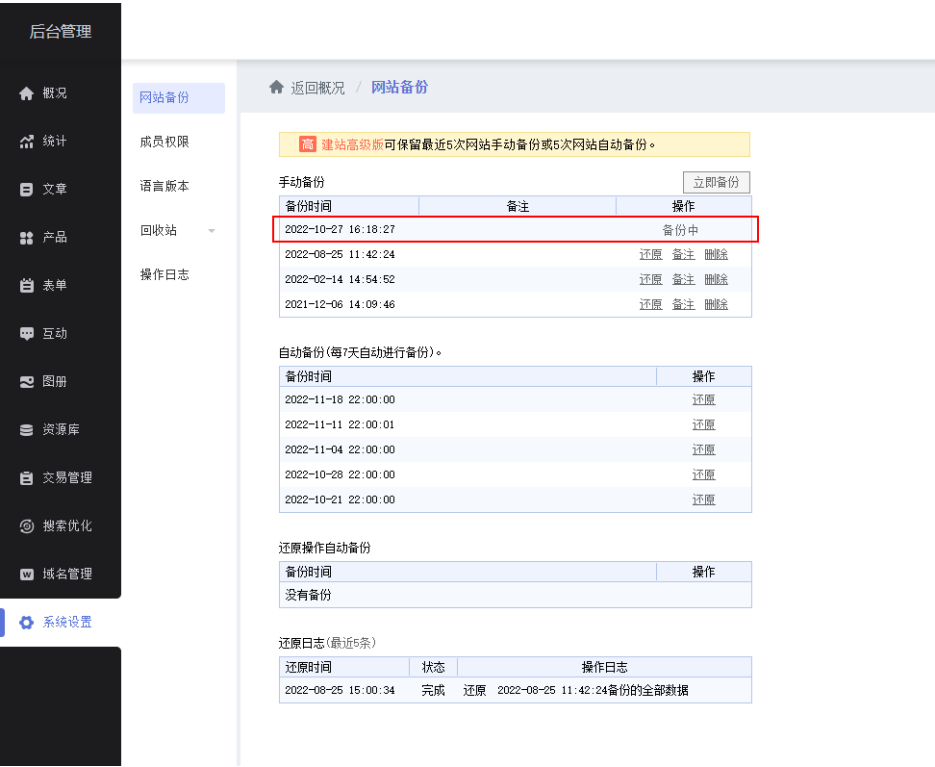 后台管理
概况
统计
文章
产品
表单
互动
图册
资源库
交易管理
搜索优化
W 域名管理
系统设置
网站备份
成员权限
语言版本
回收站
操作日志
返回概况 / 网站备份
高 建站高级版可保留最近5次网站手动备份或5次网站自动备份。
手动备份 立即备份
备份时间 备注 操作
2022-10-27 16:18:27 备份中
2022-08-25 11:42:24 还原 备注 删除
2022-02-14 14:54:52 还原 备注 删除
2021-12-06 14:09:46 还原 备注 删除
自动备份(每7天自动进行备份)。
备份时间 操作
2022-11-18 22:00:00 还原
2022-11-11 22:00:01 还原
2022-11-04 22:00:00 还原
2022-10-28 22:00:00 还原
2022-10-21 22:00:00 还原
还原操作自动备份
备份时间 操作
没有备份
还原日志(最近5条)
还原时间 状态 操作日志
2022-08-25 15:00:34 完成 还原 2022-08-25 11:42:24备份的全部数据